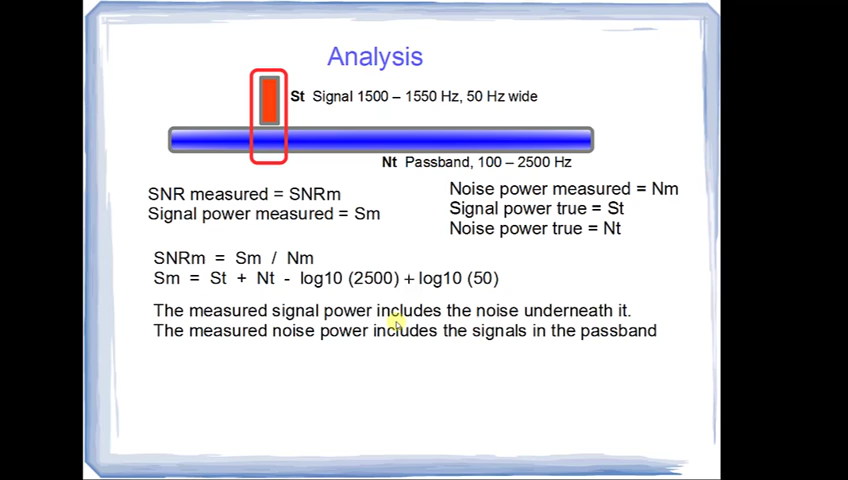 Analysis
St Signal 1500 – 1550 Hz, 50 Hz wide
Nt Passband, 100 – 2500 Hz
SNR measured = SNRm
Signal power measured = Sm
Noise power measured = Nm
Signal power true = St
Noise power true = Nt
SNRm = Sm / Nm
Sm = St + Nt - log10 (2500) + log10 (50)
The measured signal power includes the noise underneath it.
The measured noise power includes the signals in the passband